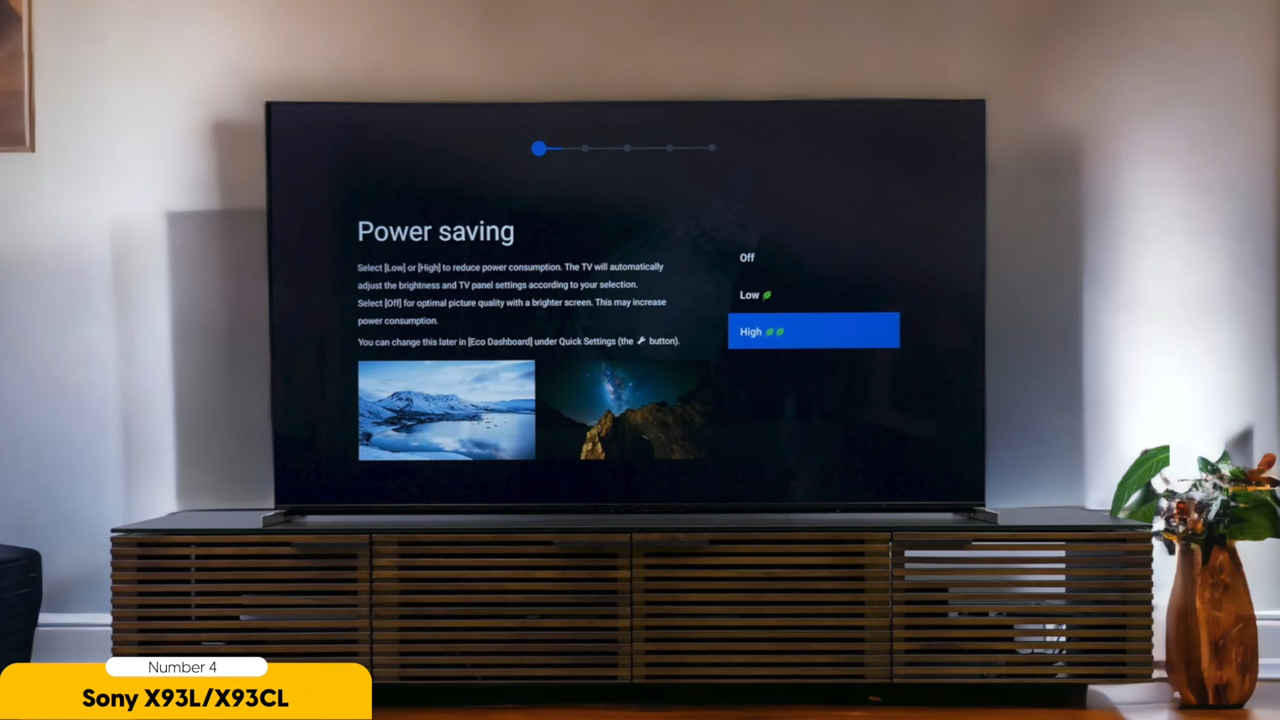 Power saving
Select [Low] or [High] to reduce power consumption. The TV will automatically
adjust the brightness and TV panel settings according to your selection.
Select [Off] for optimal picture quality with a brighter screen. This may increase
power consumption.
You can change this later in [Eco Dashboard] under Quick Settings (the button).
Off
Low
High
Number 4
Sony X93L/X93CL